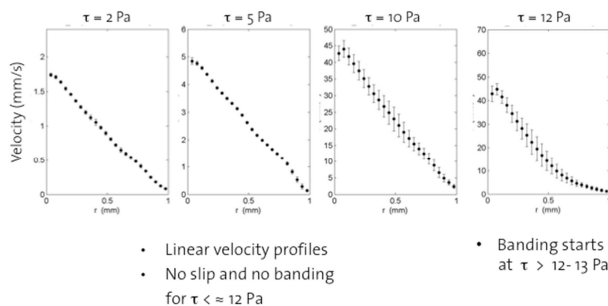 τ = 2 Pa
τ = 5 Pa
τ = 10 Pa
τ = 12 Pa
Velocity (mm/s)
2
1.5
1
0.5
0
0 0.5 1
r (mm)
6
5
4
3
2
1
0
0 0.5 1
r (mm)
50
45
40
35
30
25
20
15
10
5
0
0 0.5 1
r (mm)
70
60
50
40
30
20
10
0
0 0.5 1
r (mm)
• Linear velocity profiles
• No slip and no banding
for τ < ≈ 12 Pa
• Banding starts
at τ > 12-13 Pa